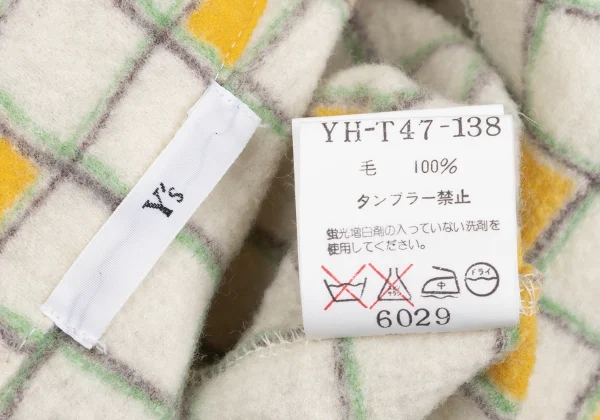 Y's
YH-T47-138
毛 100%
タンブラー禁止
蛍光増白剤の入っていない洗剤を
使用してください。
中 ドライ
6029